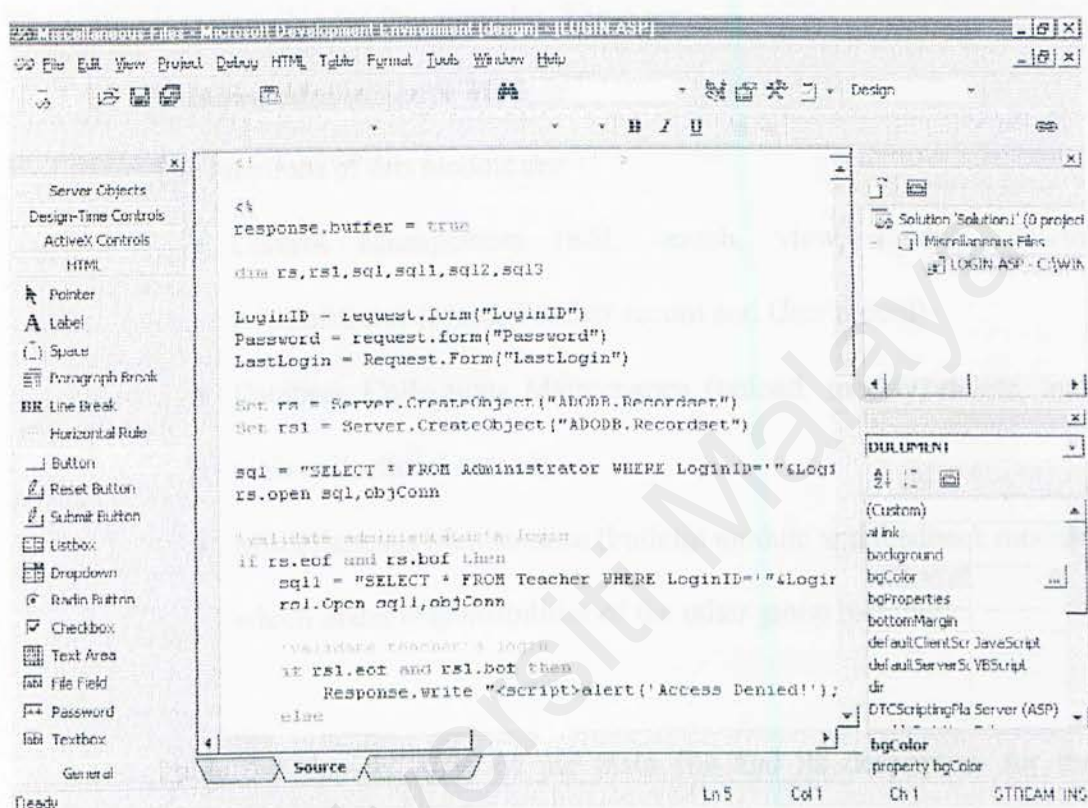 Miscellaneous Files - Microsoft Development Environment [design] - [LOGIN.ASP]
File Edit View Project Debug HTML Table Format Tools Window Help
Design
B I U
Server Objects
Design-Time Controls
ActiveX Controls
HTML
Pointer
A Label
Space
Paragraph Break
BR Line Break
Horizontal Rule
Button
Reset Button
Submit Button
Listbox
Dropdown
Radio Button
Checkbox
Text Area
File Field
Password
Textbox
General
<%
response.buffer = true
dim rs,rs1,sql,sql1,sql2,sql3
LoginID = request.form("LoginID")
Password = request.form("Password")
LastLogin = Request.Form("LastLogin")
Set rs = Server.CreateObject("ADODB.Recordset")
Set rs1 = Server.CreateObject("ADODB.Recordset")
sql = "SELECT * FROM Administrator WHERE LoginID='"&Logi
rs.open sql,objConn
'validate administrator's login
if rs.eof and rs.bof then
sql1 = "SELECT * FROM Teacher WHERE LoginID='"&Login
rs1.Open sql1,objConn
'validate teacher's login
if rs1.eof and rs1.bof then
Response.write "<script>alert('Access Denied!');
else
Source
Solution 'Solution1' (0 project
Miscellaneous Files
LOGIN.ASP - C:\WIN
DOCUMENT
(Custom)
aLink
background
bgColor
bgProperties
bottomMargin
defaultClientScr JavaScript
defaultServerSc VBScript
dir
DTCScriptingPla Server (ASP)
bgColor
property bgColor
Ready
Ln 5 Col 1 Ch 1 STREAM INS
University Malaya